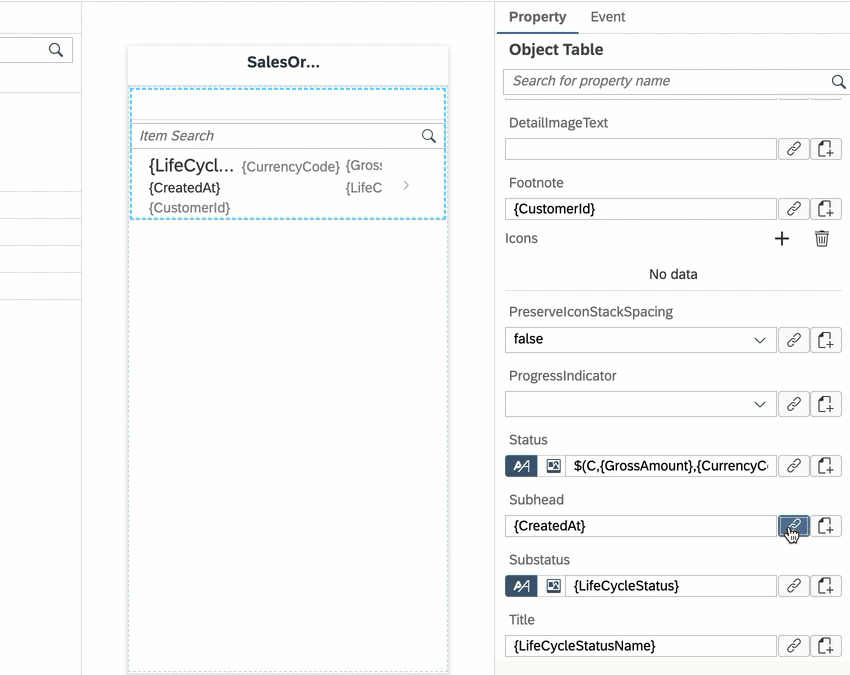 Property Event
Object Table
Search for property name
DetailImageText
Footnote
{CustomerId}
Icons
No data
PreserveIconStackSpacing
false
ProgressIndicator
Status
$(C,{GrossAmount},{CurrencyCo
Subhead
{CreatedAt}
Substatus
{LifeCycleStatus}
Title
{LifeCycleStatusName}
SalesOr...
Item Search
{LifeCycl... {CurrencyCode} {Gross
{CreatedAt} {LifeC
{CustomerId}